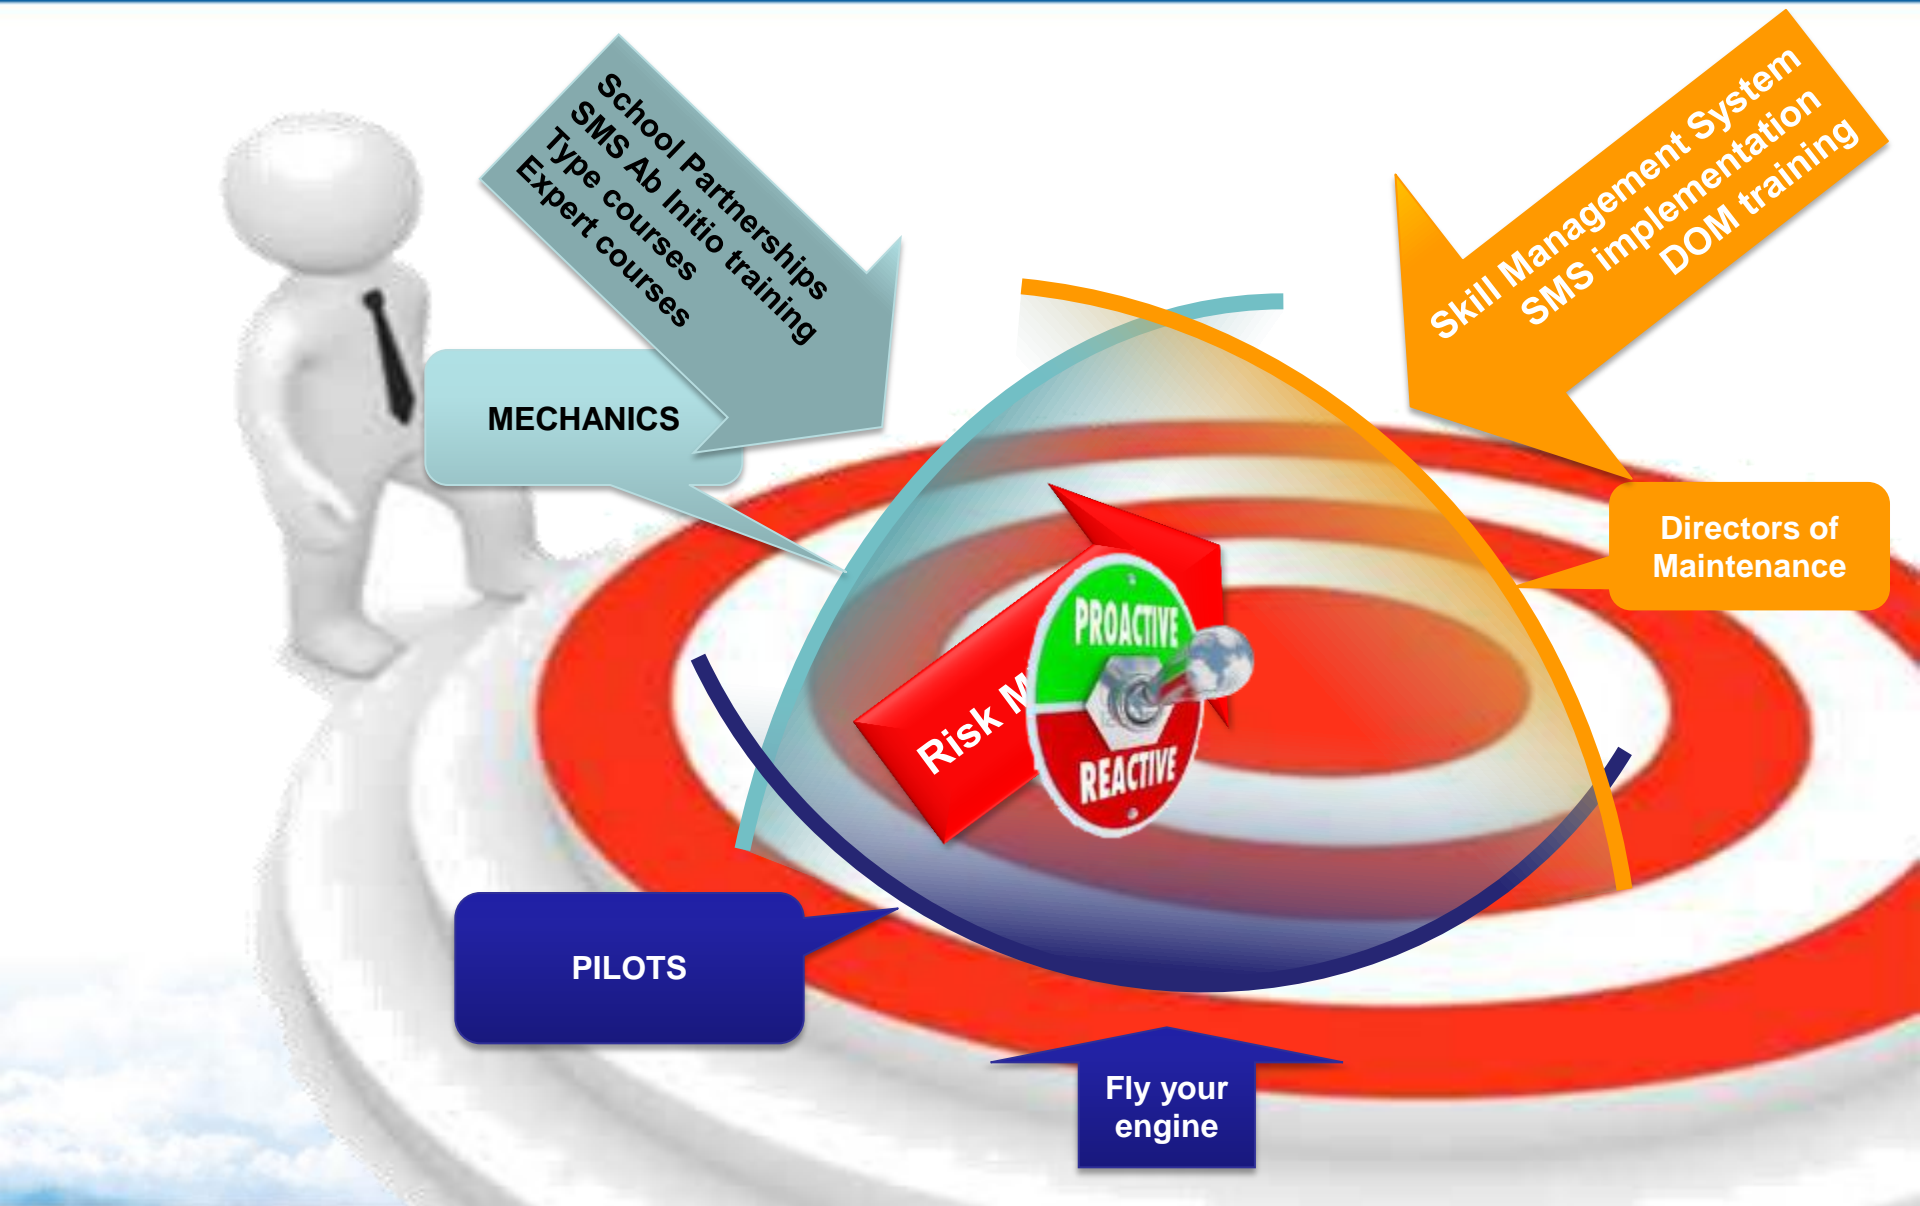 School Partnerships
SMS Ab Initio training
Type courses
Expert courses
Skill Management System
SMS implementation
DOM training
MECHANICS
Directors of
Maintenance
Risk
PROACTIVE
REACTIVE
PILOTS
Fly your
engine